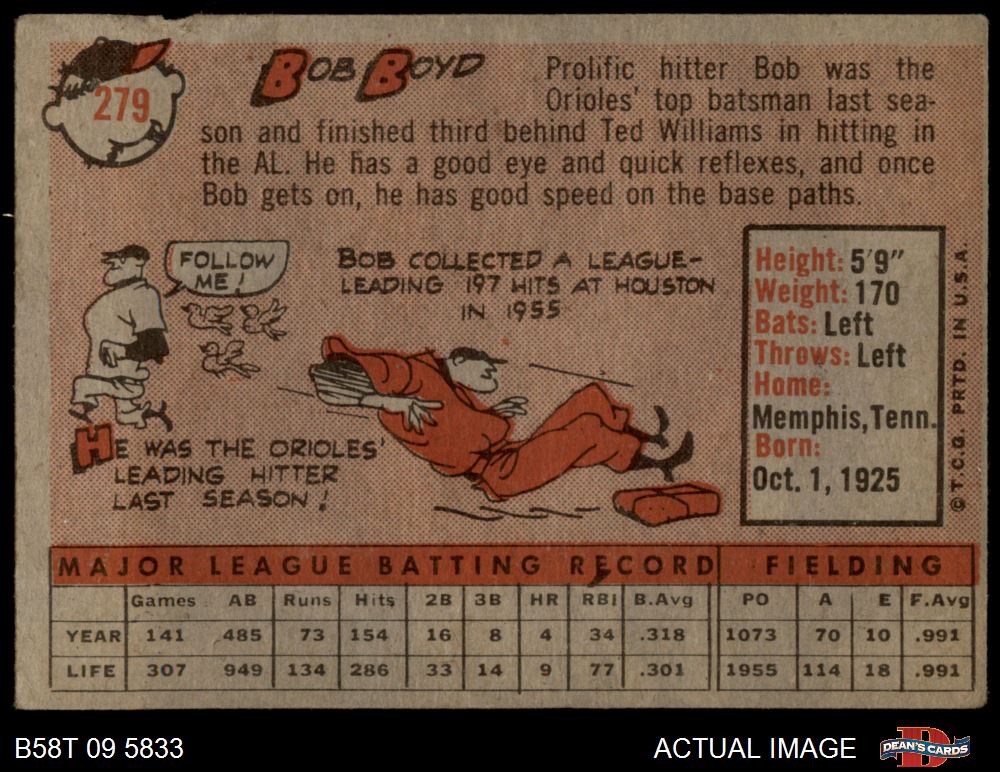 279
BOB BOYD
Prolific hitter Bob was the
Orioles' top batsman last sea-
son and finished third behind Ted Williams in hitting in
the AL. He has a good eye and quick reflexes, and once
Bob gets on, he has good speed on the base paths.
FOLLOW
ME!
BOB COLLECTED A LEAGUE-
LEADING 197 HITS AT HOUSTON
IN 1955
HE WAS THE ORIOLES'
LEADING HITTER
LAST SEASON!
Height: 5'9"
Weight: 170
Bats: Left
Throws: Left
Home:
Memphis, Tenn.
Born:
Oct. 1, 1925
© T.C.G. PRTD. IN U.S.A.
MAJOR LEAGUE BATTING RECORD FIELDING
Games AB Runs Hits 2B 3B HR RBI B.Avg PO A E F.Avg
YEAR 141 485 73 154 16 8 4 34 .318 1073 70 10 .991
LIFE 307 949 134 286 33 14 9 77 .301 1955 114 18 .991
B58T 09 5833
ACTUAL IMAGE
DEAN'S CARDS